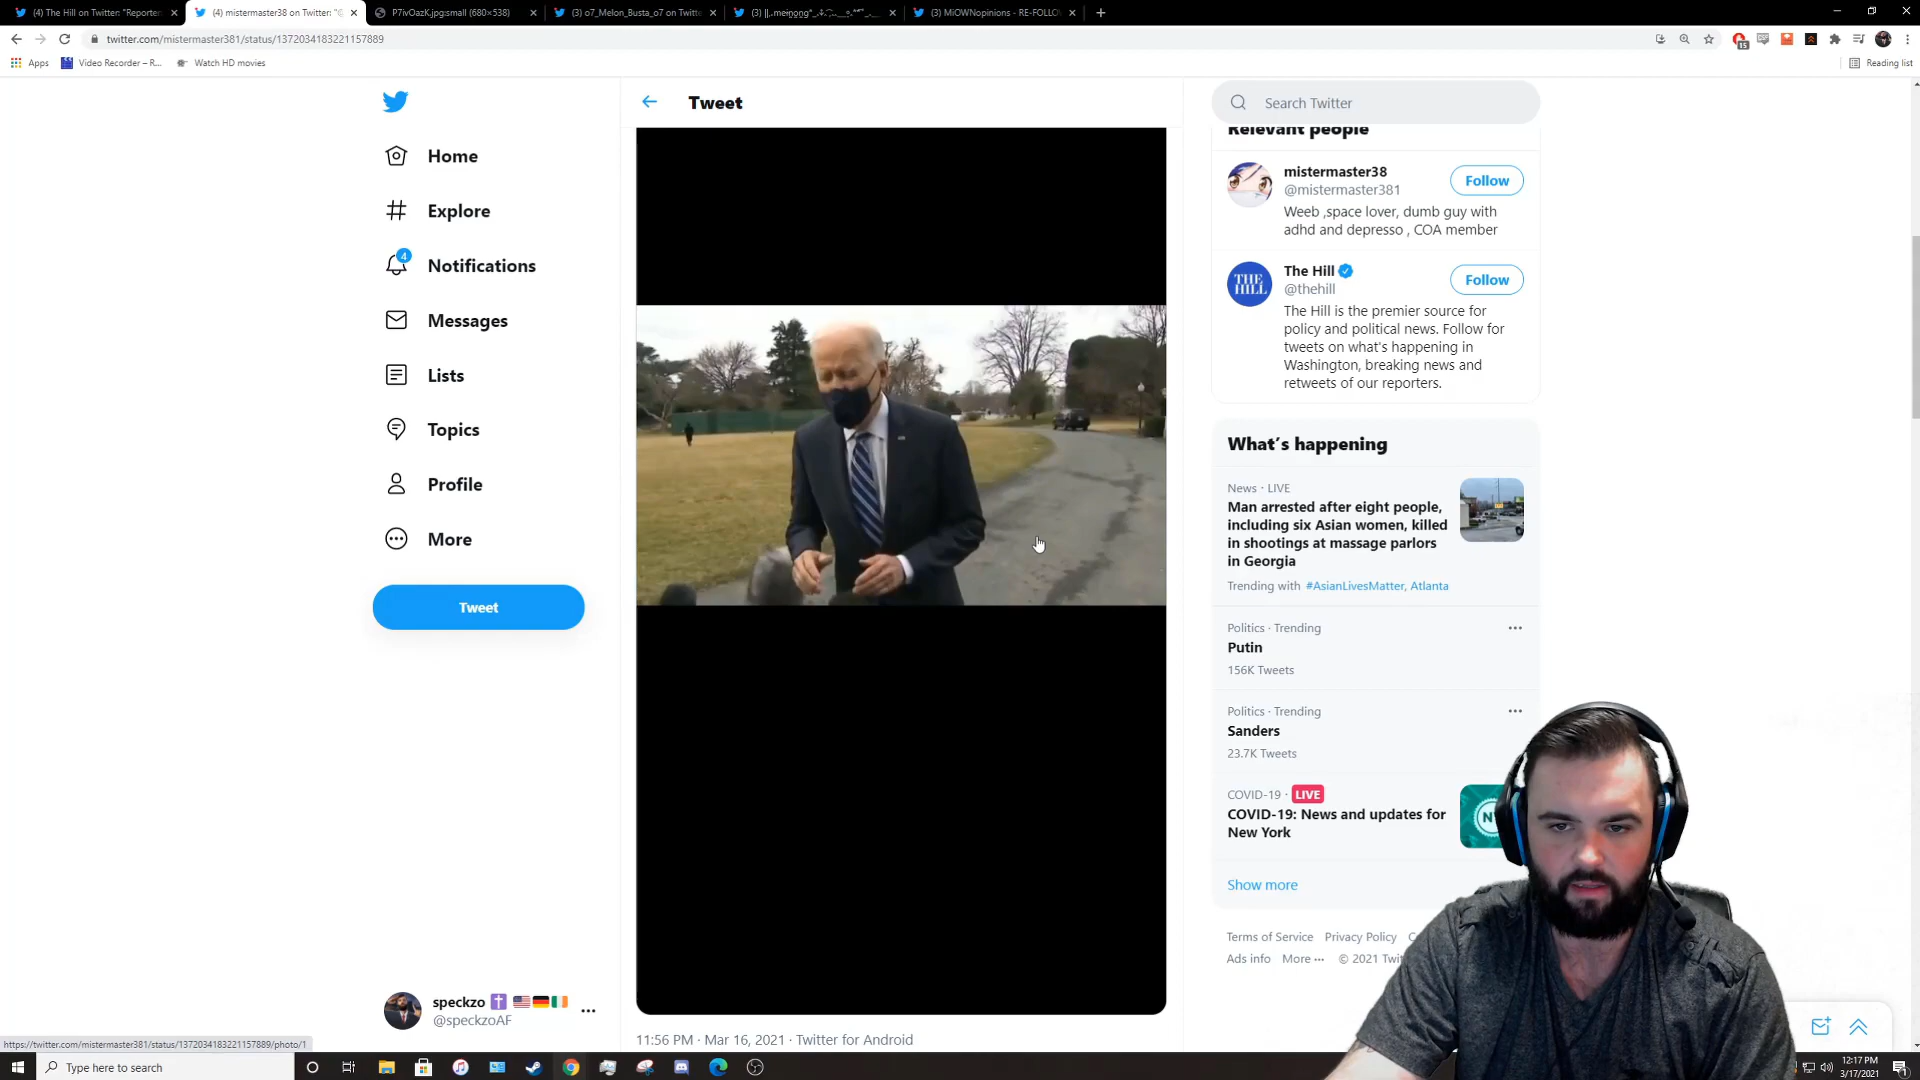 (4) The Hill on Twitter: "Reporter
(4) mistermaster38 on Twitter: "@
P7ivOazK.jpg:small (680×538)
(3) o7_Melon_Busta_o7 on Twitte
(3) MiOWNopinions - RE-FOLLO
twitter.com/mistermaster381/status/1372034183221157889
Apps
Video Recorder – R...
Watch HD movies
Reading list
Home
Explore
4
Notifications
Messages
Lists
Topics
Profile
More
Tweet
speckzo
@speckzoAF
Tweet
11:56 PM · Mar 16, 2021 · Twitter for Android
Search Twitter
Relevant people
mistermaster38
@mistermaster381
Follow
Weeb ,space lover, dumb guy with
adhd and depresso , COA member
THE
HILL
The Hill
@thehill
Follow
The Hill is the premier source for
policy and political news. Follow for
tweets on what's happening in
Washington, breaking news and
retweets of our reporters.
What's happening
News · LIVE
Man arrested after eight people,
including six Asian women, killed
in shootings at massage parlors
in Georgia
Trending with #AsianLivesMatter, Atlanta
Politics · Trending
Putin
156K Tweets
Politics · Trending
Sanders
23.7K Tweets
COVID-19 · LIVE
COVID-19: News and updates for
New York
Show more
Terms of Service Privacy Policy
Ads info More ··· © 2021
https://twitter.com/mistermaster381/status/1372034183221157889/photo/1
Type here to search
12:17 PM
3/17/2021